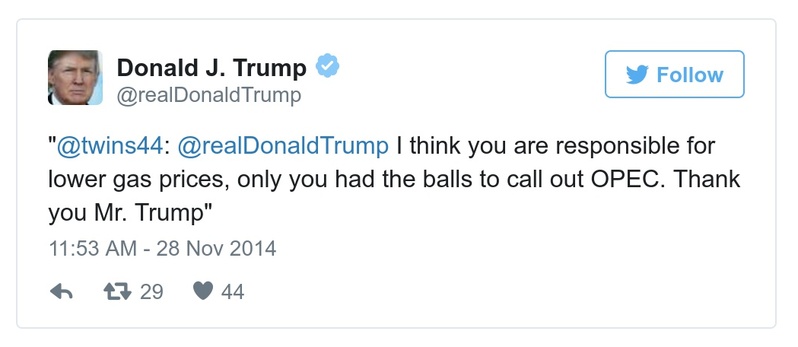 Donald J. Trump
@realDonaldTrump
Follow
"@twins44: @realDonaldTrump I think you are responsible for
lower gas prices, only you had the balls to call out OPEC. Thank
you Mr. Trump"
11:53 AM - 28 Nov 2014
29 44